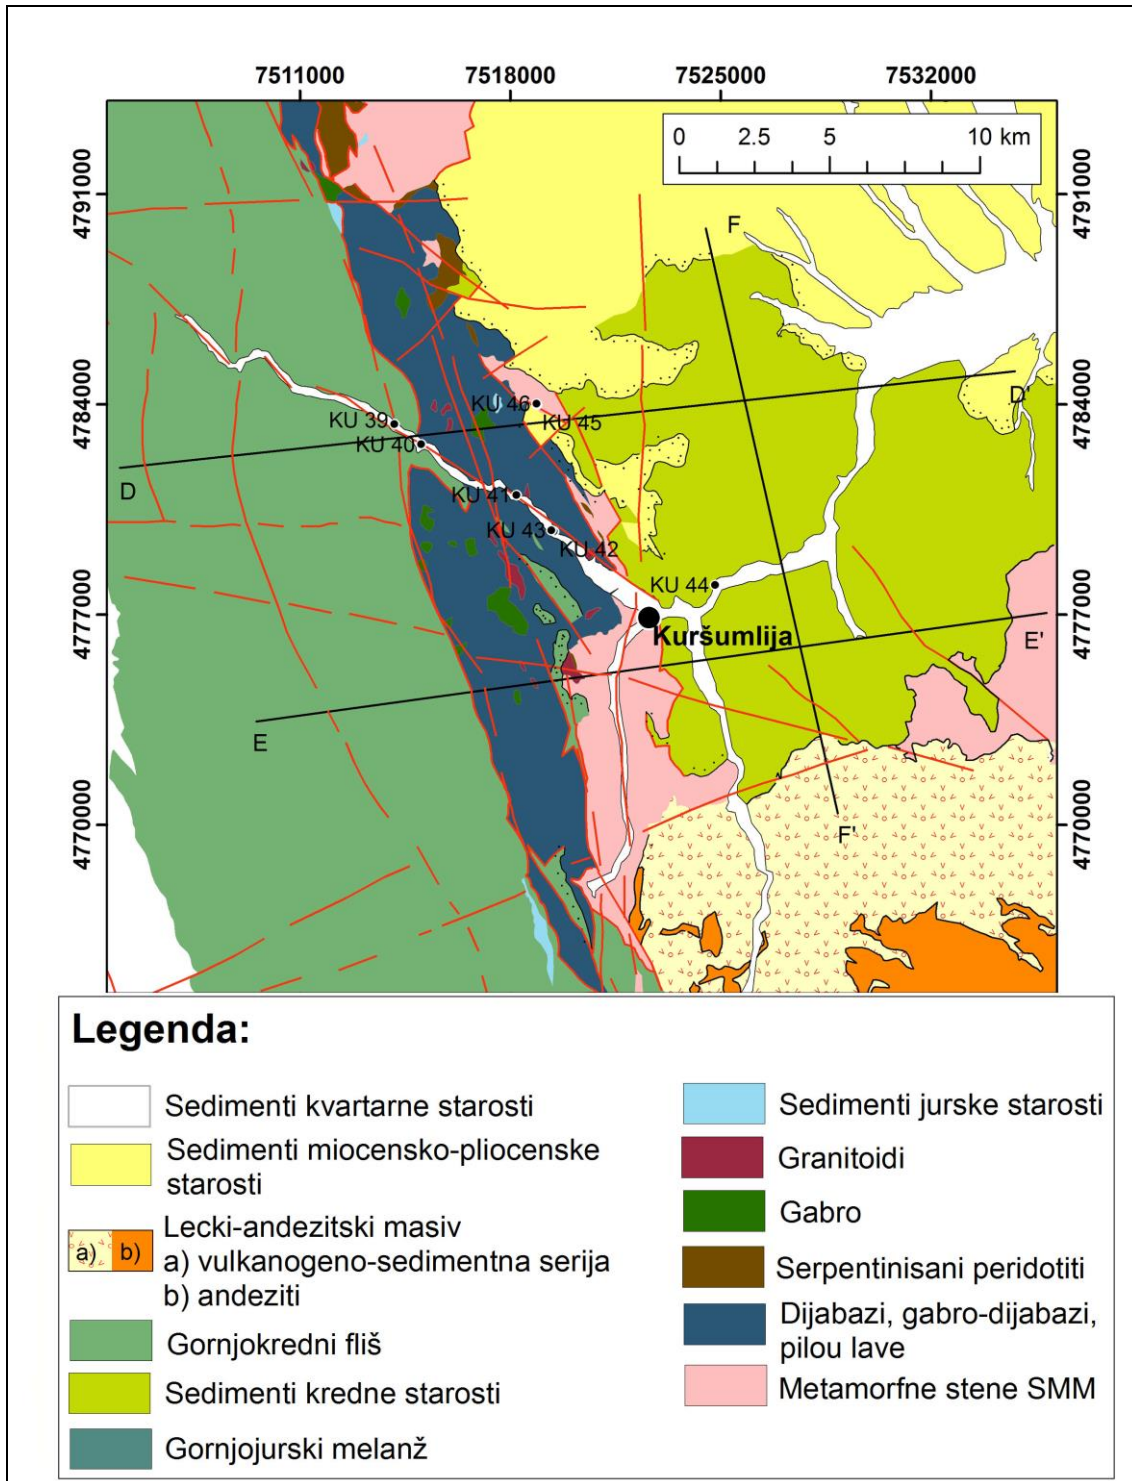 7511000 7518000 7525000 7532000
0 2.5 5 10 km
4791000 4791000
F
4784000 4784000
D'
KU 46
KU 45
KU 39
KU 40
D
KU 41
KU 43
KU 42
KU 44
4777000 4777000
Kuršumlija
E'
E
4770000 4770000
F'
Legenda:
Sedimenti kvartarne starosti
Sedimenti miocensko-pliocenske
starosti
a) b)
Lecki-andezitski masiv
a) vulkanogeno-sedimentna serija
b) andeziti
Gornjokredni fliš
Sedimenti kredne starosti
Gornjojurski melanž
Sedimenti jurske starosti
Granitoidi
Gabro
Serpentinisani peridotiti
Dijabazi, gabro-dijabazi,
pilou lave
Metamorfne stene SMM